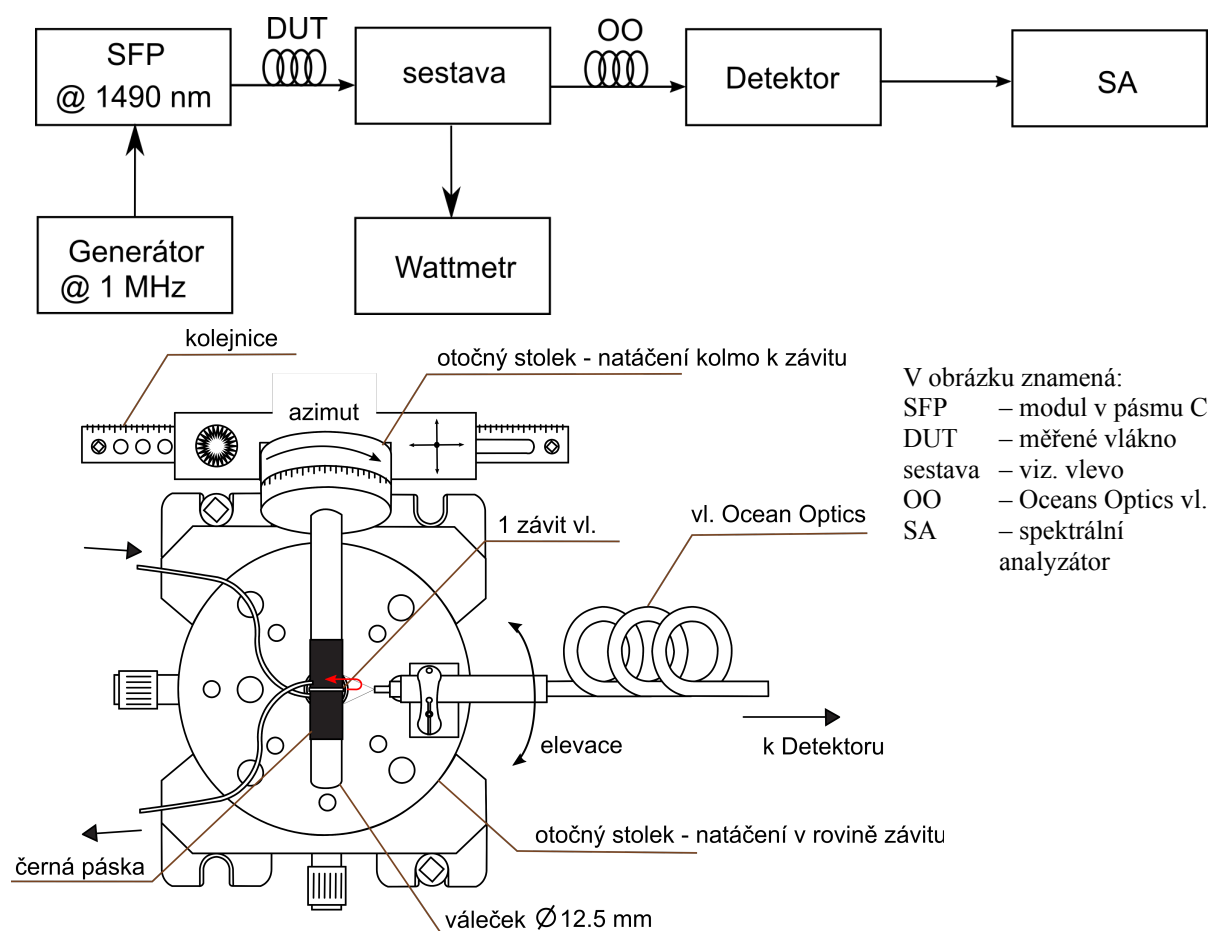 DUT
OO
SFP
@ 1490 nm
sestava
Detektor
SA
Generátor
@ 1 MHz
Wattmetr
kolejnice
otočný stolek - natáčení kolmo k závitu
azimut
1 závit vl.
vl. Ocean Optics
elevace
k Detektoru
otočný stolek - natáčení v rovině závitu
černá páska
váleček Ø12.5 mm
V obrázku znamená:
SFP – modul v pásmu C
DUT – měřené vlákno
sestava – viz. vlevo
OO – Oceans Optics vl.
SA – spektrální
analyzátor